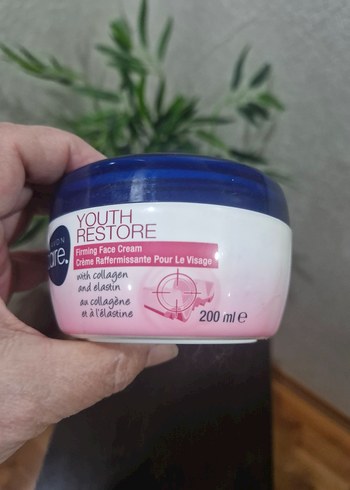 YOUTH
RESTORE
Firming Face Cream
Crème Raffermissante Pour Le Visage
with collagen
and elastin
au collagène
et à l'élastine
200 ml e